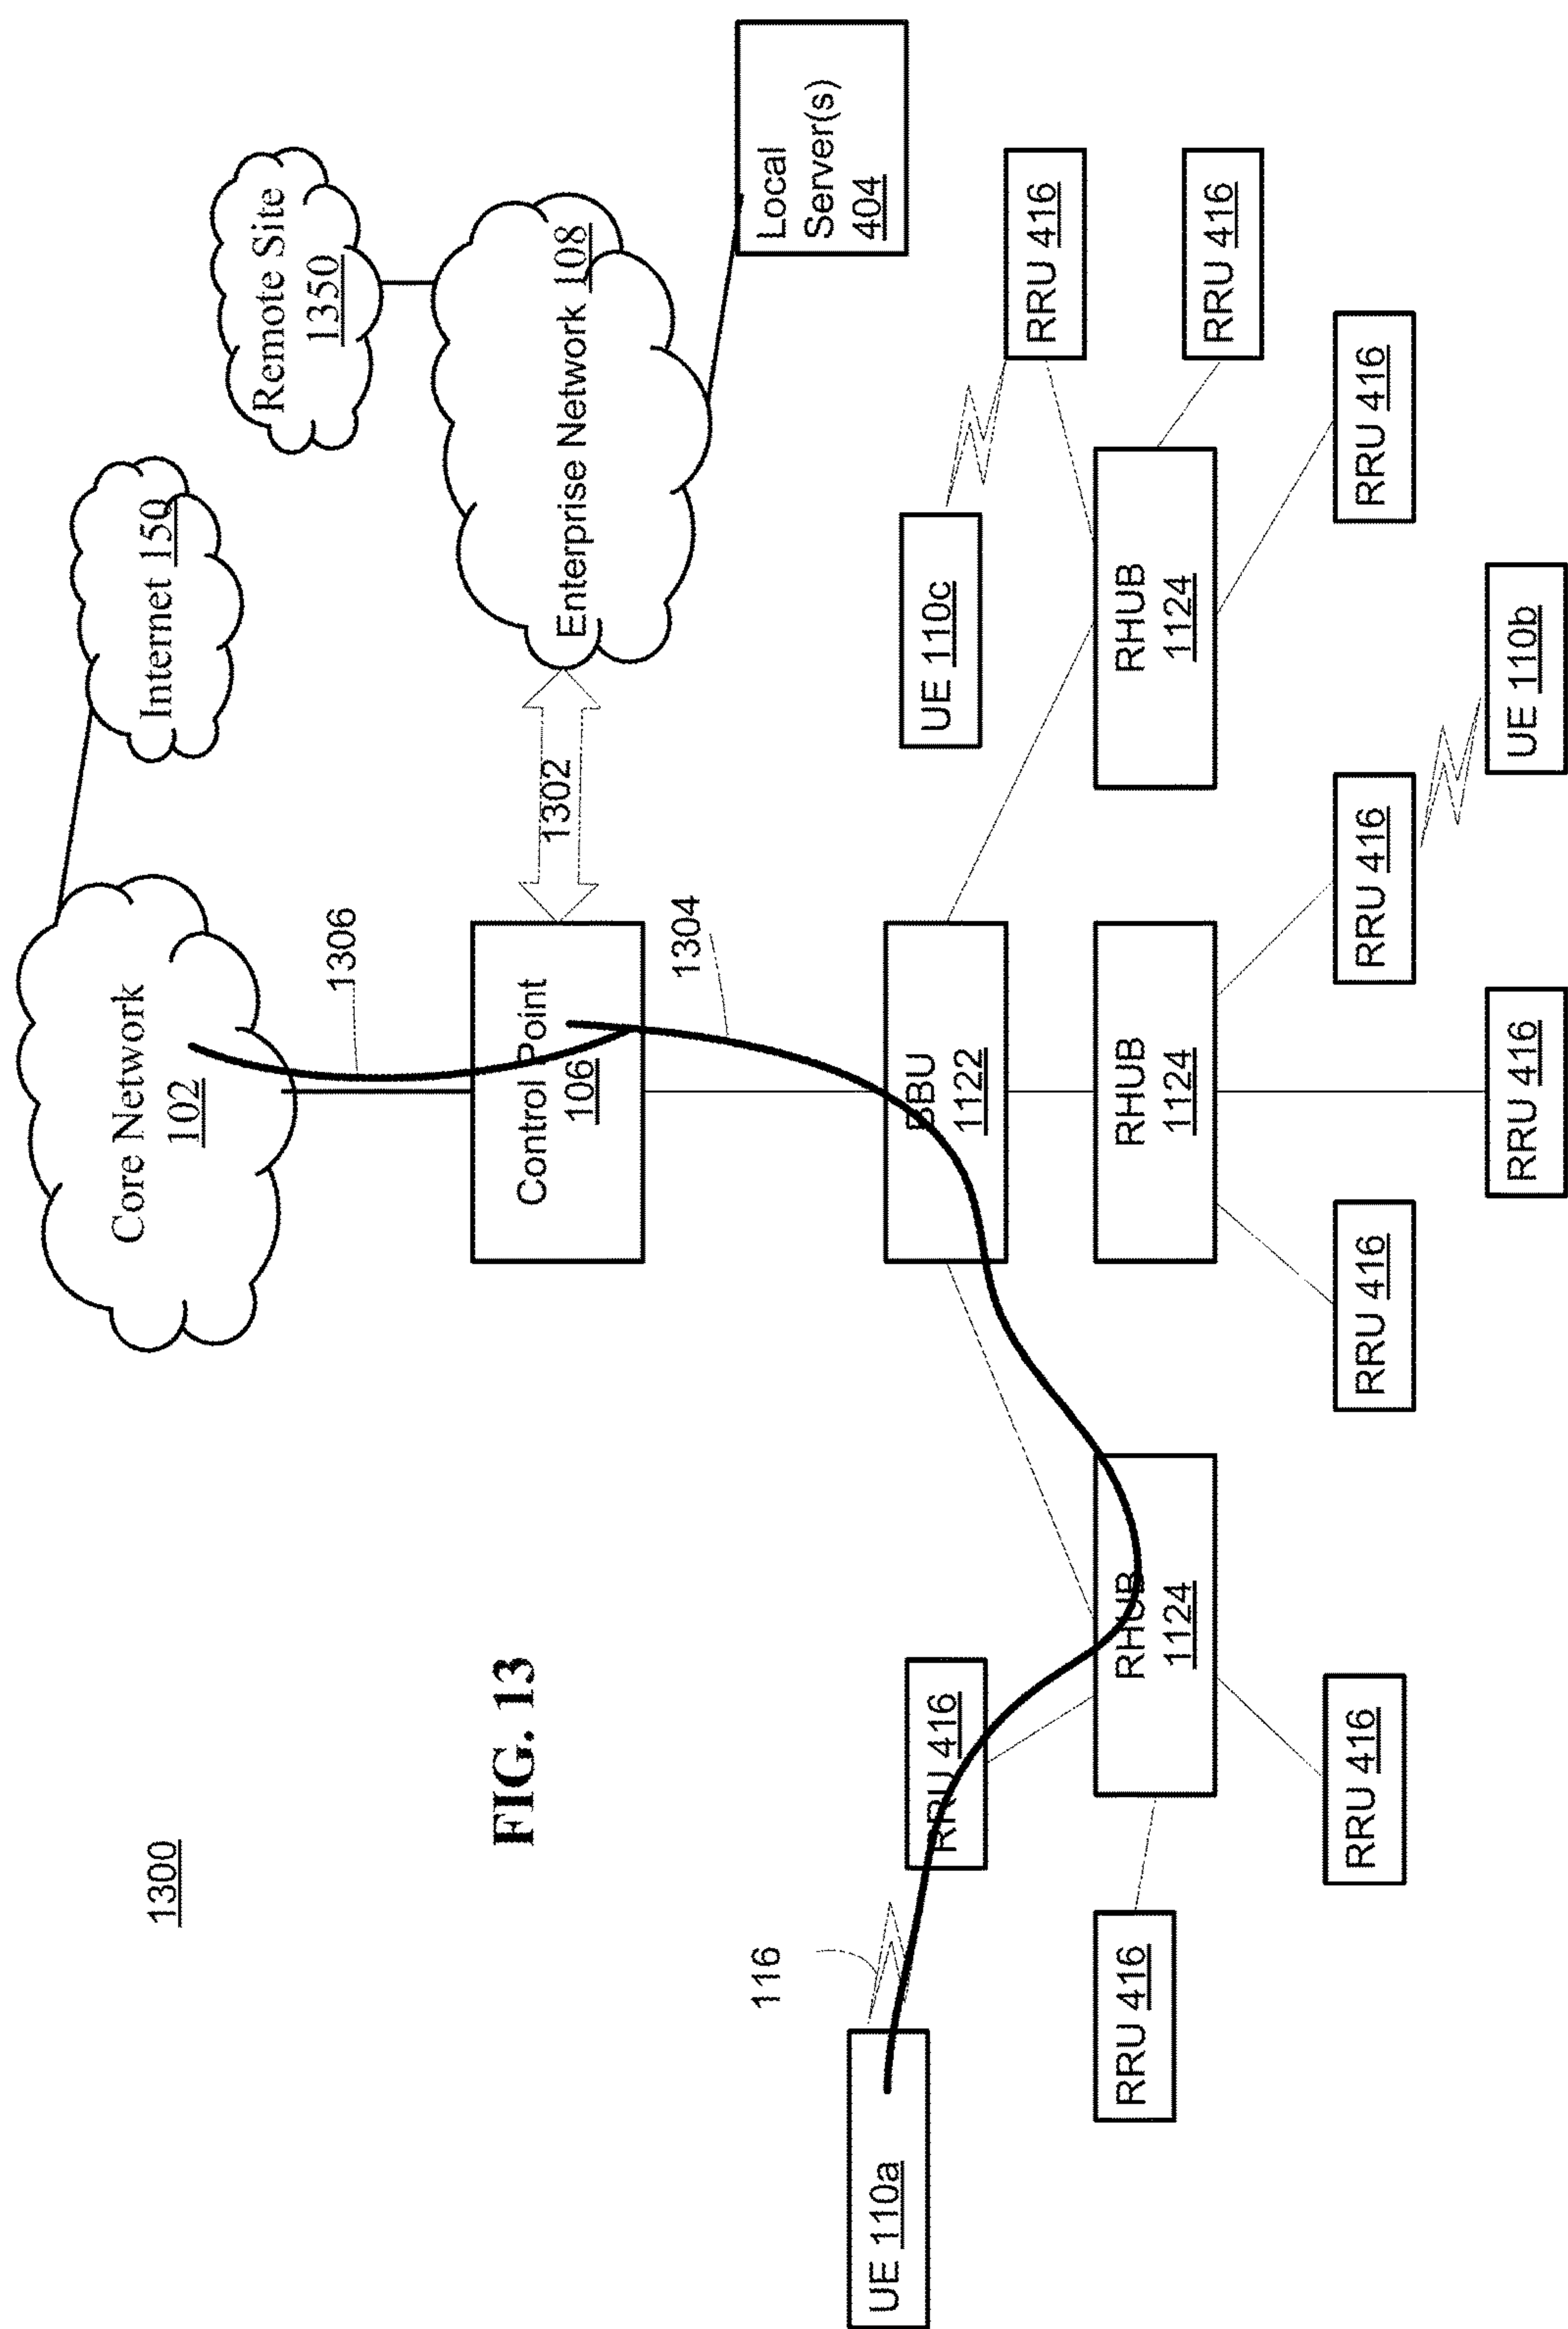 1300
FIG. 13
Core Network
102
Internet 150
1306
Remote Site
1350
Control Point
106
1302
Enterprise Network 108
1304
Local
Server(s)
404
116
UE 110a
RRU 416
BBU
1122
UE 110c
RRU 416
RRU 416
RHUB
1124
RHUB
1124
RHUB
1124
RRU 416
RRU 416
RRU 416
RRU 416
RRU 416
RRU 416
RRU 416
UE 110b